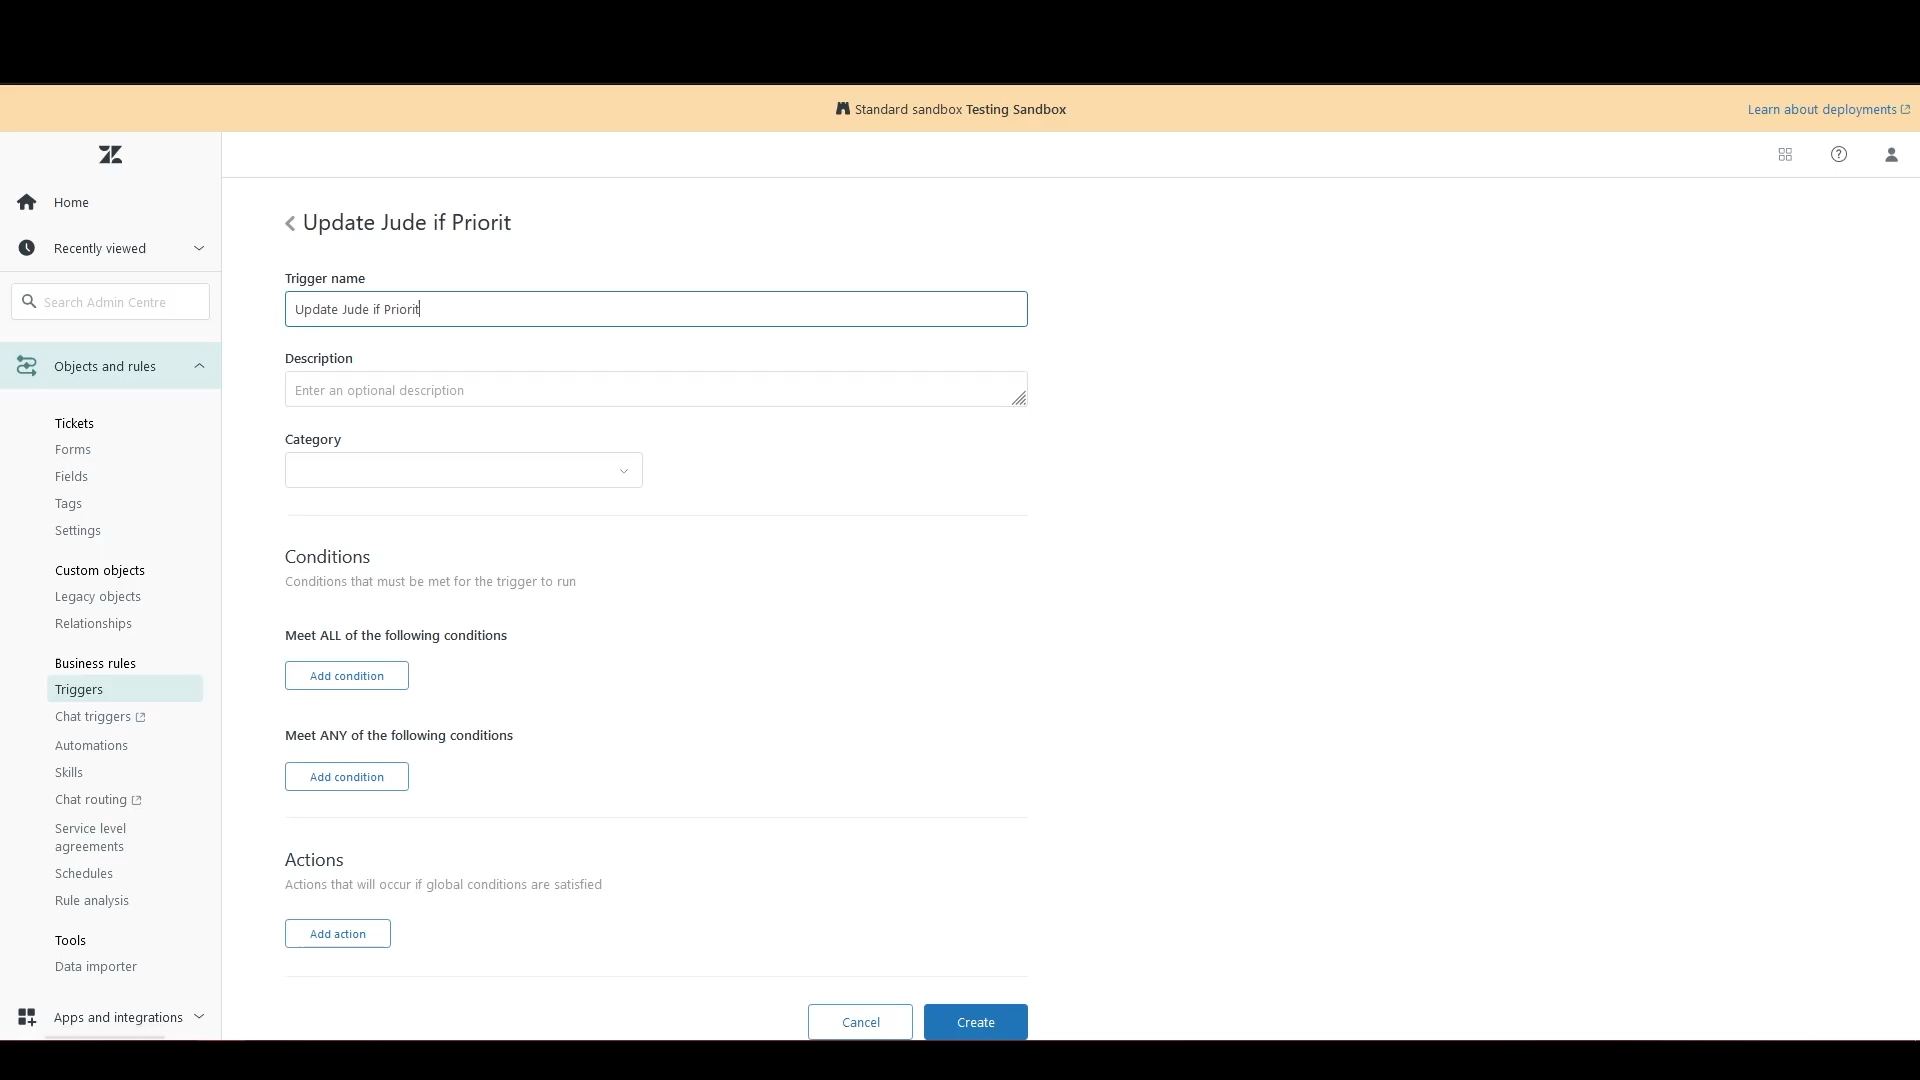 Standard sandbox Testing Sandbox
Learn about deployments
Home
Recently viewed
Search Admin Centre
Objects and rules
Tickets
Forms
Fields
Tags
Settings
Custom objects
Legacy objects
Relationships
Business rules
Triggers
Chat triggers
Automations
Skills
Chat routing
Service level
agreements
Schedules
Rule analysis
Tools
Data importer
Apps and integrations
Update Jude if Priorit
Trigger name
Update Jude if Priorit
Description
Enter an optional description
Category
Conditions
Conditions that must be met for the trigger to run
Meet ALL of the following conditions
Add condition
Meet ANY of the following conditions
Add condition
Actions
Actions that will occur if global conditions are satisfied
Add action
Cancel
Create